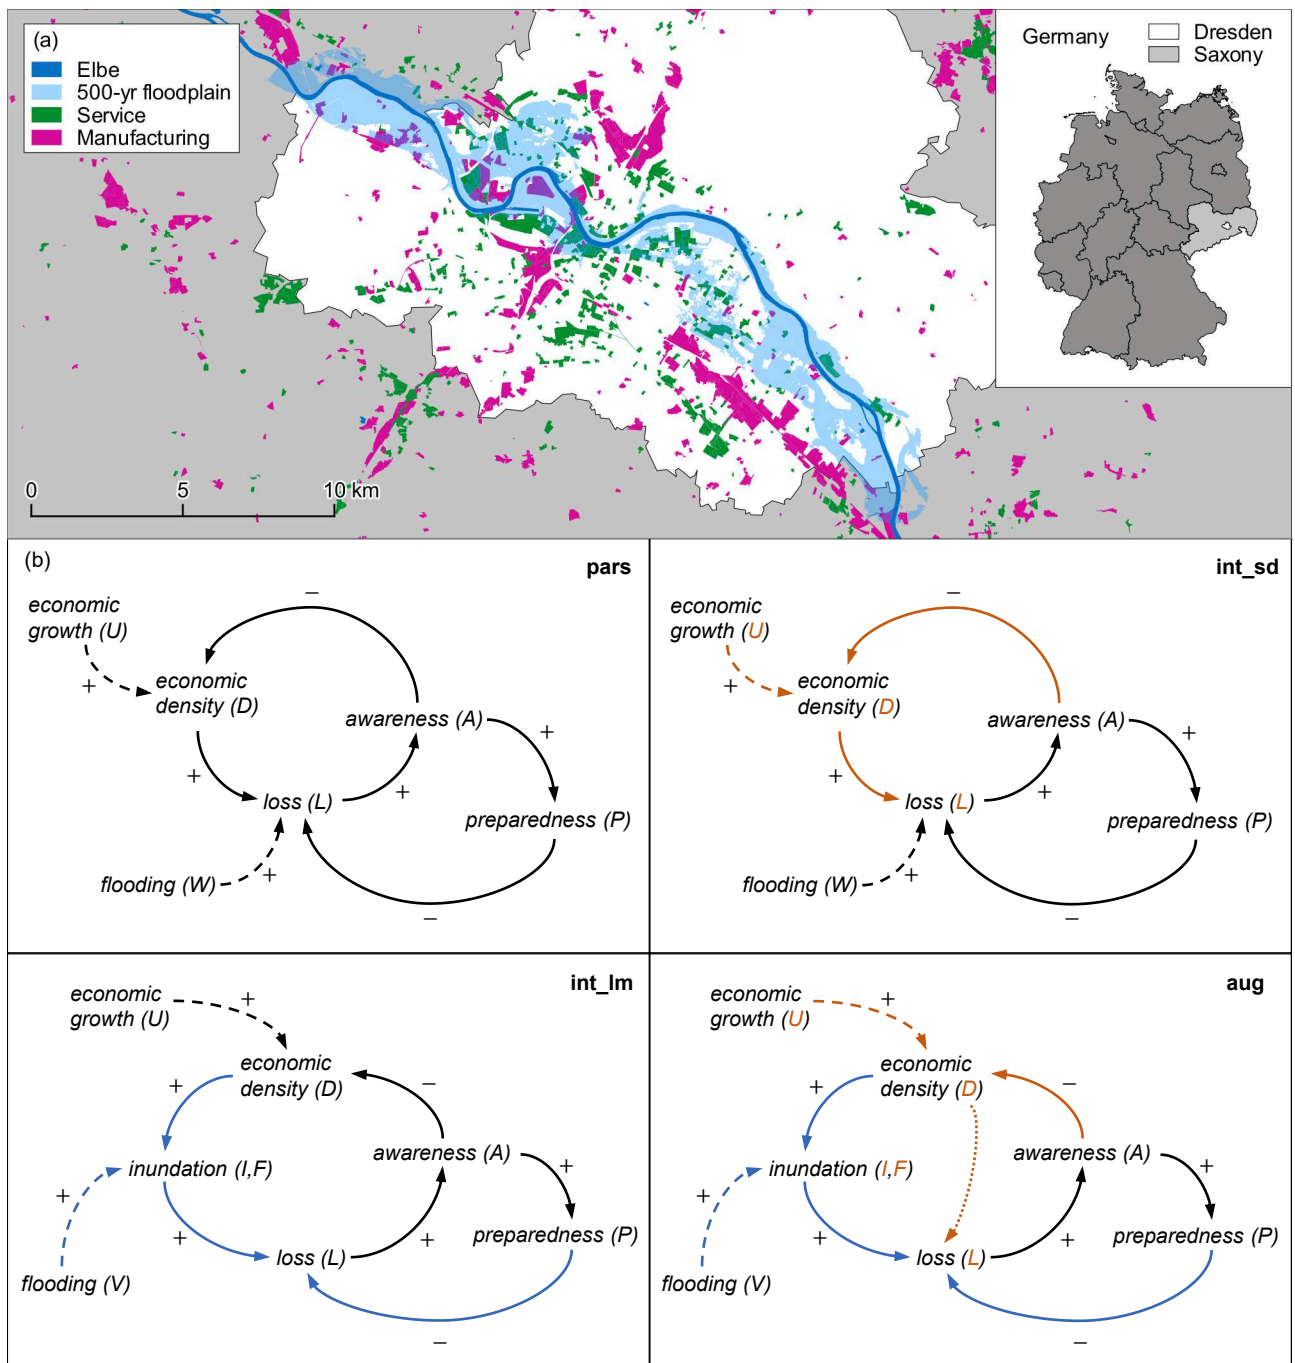 (a)
Elbe
500-yr floodplain
Service
Manufacturing
0 5 10 km
Germany
Dresden
Saxony
(b)
pars
economic
growth (U)
+
−
economic
density (D)
awareness (A)
+
+
loss (L)
+
preparedness (P)
flooding (W)
+
−
int_sd
economic
growth (U)
+
−
economic
density (D)
awareness (A)
+
+
loss (L)
+
preparedness (P)
flooding (W)
+
−
int_lm
economic
growth (U)
+
economic
density (D)
+
−
inundation (I,F)
awareness (A)
+
+
+
loss (L)
+
preparedness (P)
flooding (V)
−
aug
economic
growth (U)
+
economic
density (D)
+
−
inundation (I,F)
awareness (A)
+
+
+
loss (L)
+
preparedness (P)
flooding (V)
−